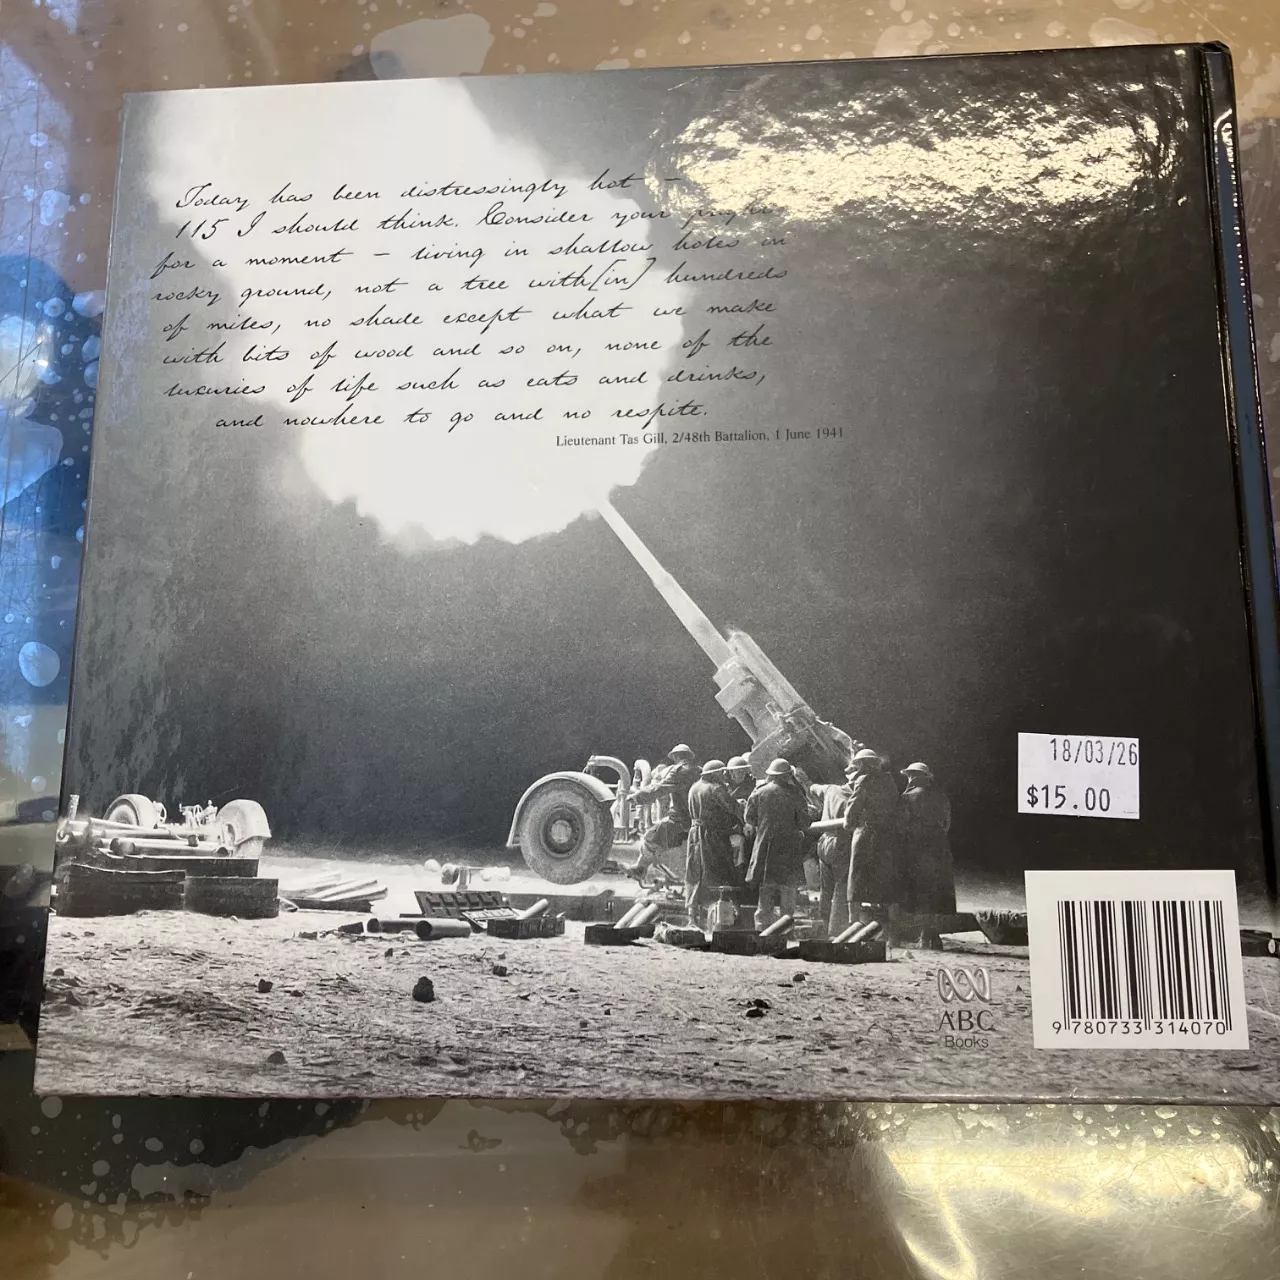 Today has been distressingly hot –
115 I should think. Consider your
for a moment – living in shallow holes in
rocky ground, not a tree with[in] hundreds
of miles, no shade except what we make
with bits of wood and so on, none of the
luxuries of life such as eats and drinks,
and nowhere to go and no respite.
Lieutenant Tas Gill, 2/48th Battalion, 1 June 1941
18/03/26
$15.00
ABC
Books
9 780733 314070